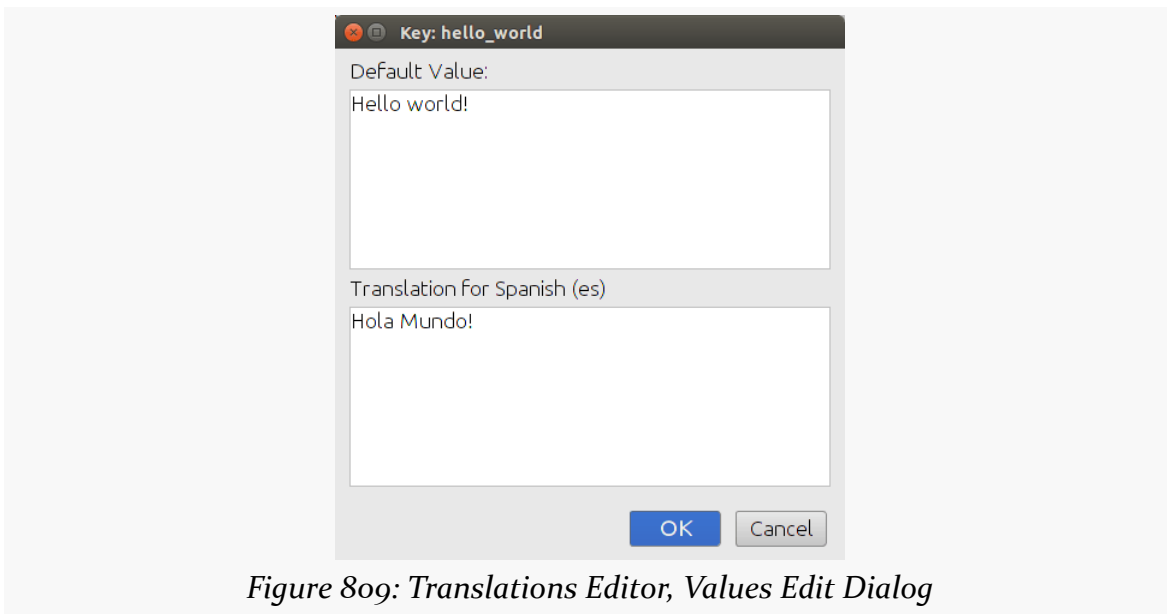 Key: hello_world
Default Value:
Hello world!
Translation for Spanish (es)
Hola Mundo!
OK Cancel
Figure 809: Translations Editor, Values Edit Dialog